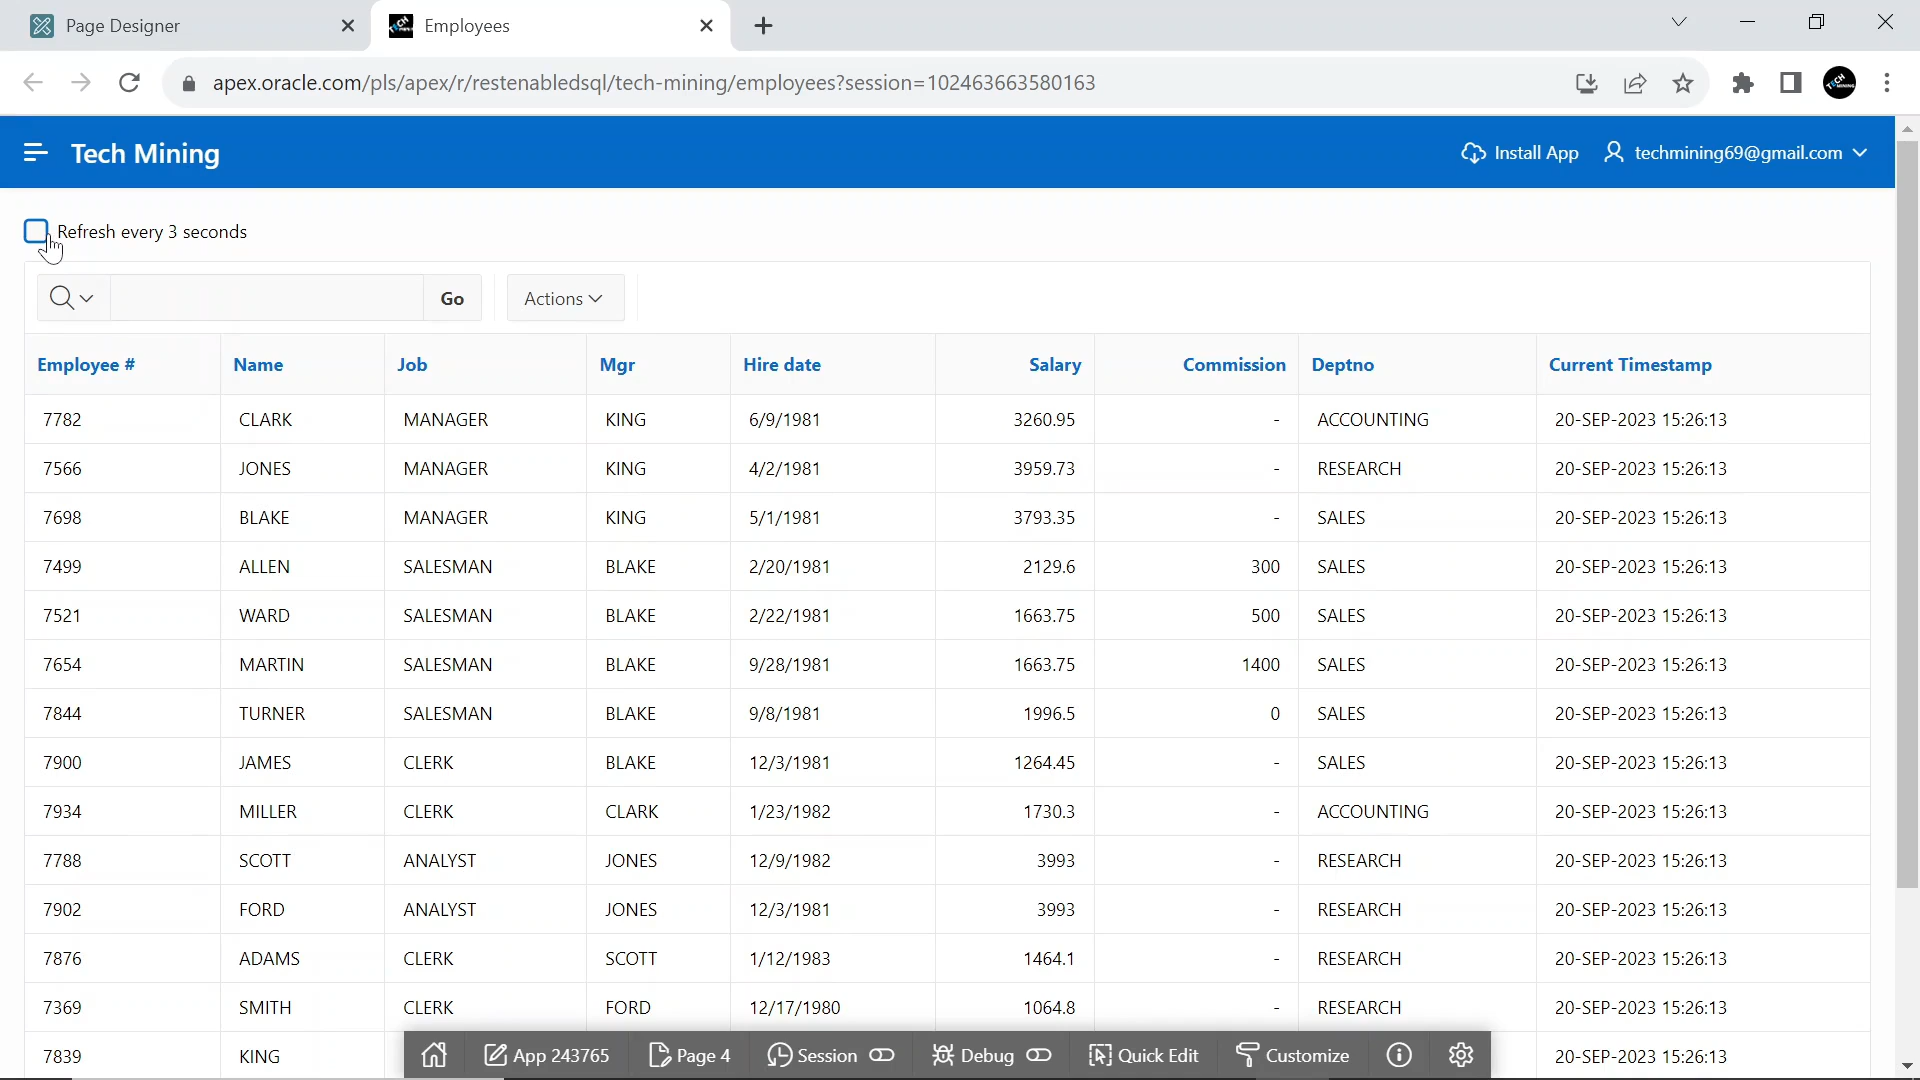 Page Designer
Employees
apex.oracle.com/pls/apex/r/restenabledsql/tech-mining/employees?session=102463663580163
Tech Mining
Install App
techmining69@gmail.com
Refresh every 3 seconds
Go
Actions
Employee # Name Job Mgr Hire date Salary Commission Deptno Current Timestamp
7782 CLARK MANAGER KING 6/9/1981 3260.95 - ACCOUNTING 20-SEP-2023 15:26:13
7566 JONES MANAGER KING 4/2/1981 3959.73 - RESEARCH 20-SEP-2023 15:26:13
7698 BLAKE MANAGER KING 5/1/1981 3793.35 - SALES 20-SEP-2023 15:26:13
7499 ALLEN SALESMAN BLAKE 2/20/1981 2129.6 300 SALES 20-SEP-2023 15:26:13
7521 WARD SALESMAN BLAKE 2/22/1981 1663.75 500 SALES 20-SEP-2023 15:26:13
7654 MARTIN SALESMAN BLAKE 9/28/1981 1663.75 1400 SALES 20-SEP-2023 15:26:13
7844 TURNER SALESMAN BLAKE 9/8/1981 1996.5 0 SALES 20-SEP-2023 15:26:13
7900 JAMES CLERK BLAKE 12/3/1981 1264.45 - SALES 20-SEP-2023 15:26:13
7934 MILLER CLERK CLARK 1/23/1982 1730.3 - ACCOUNTING 20-SEP-2023 15:26:13
7788 SCOTT ANALYST JONES 12/9/1982 3993 - RESEARCH 20-SEP-2023 15:26:13
7902 FORD ANALYST JONES 12/3/1981 3993 - RESEARCH 20-SEP-2023 15:26:13
7876 ADAMS CLERK SCOTT 1/12/1983 1464.1 - RESEARCH 20-SEP-2023 15:26:13
7369 SMITH CLERK FORD 12/17/1980 1064.8 - RESEARCH 20-SEP-2023 15:26:13
7839 KING 20-SEP-2023 15:26:13
App 243765 Page 4 Session Debug Quick Edit Customize